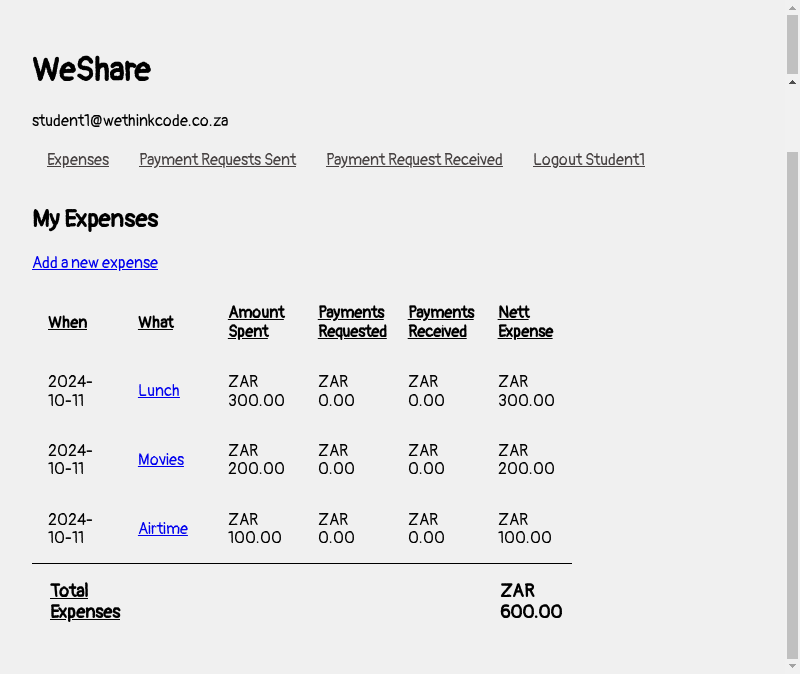 WeShare
student1@wethinkcode.co.za
Expenses Payment Requests Sent Payment Request Received Logout Student1
My Expenses
Add a new expense
When What Amount Spent Payments Requested Payments Received Nett Expense
2024-10-11 Lunch ZAR 300.00 ZAR 0.00 ZAR 0.00 ZAR 300.00
2024-10-11 Movies ZAR 200.00 ZAR 0.00 ZAR 0.00 ZAR 200.00
2024-10-11 Airtime ZAR 100.00 ZAR 0.00 ZAR 0.00 ZAR 100.00
Total Expenses ZAR 600.00